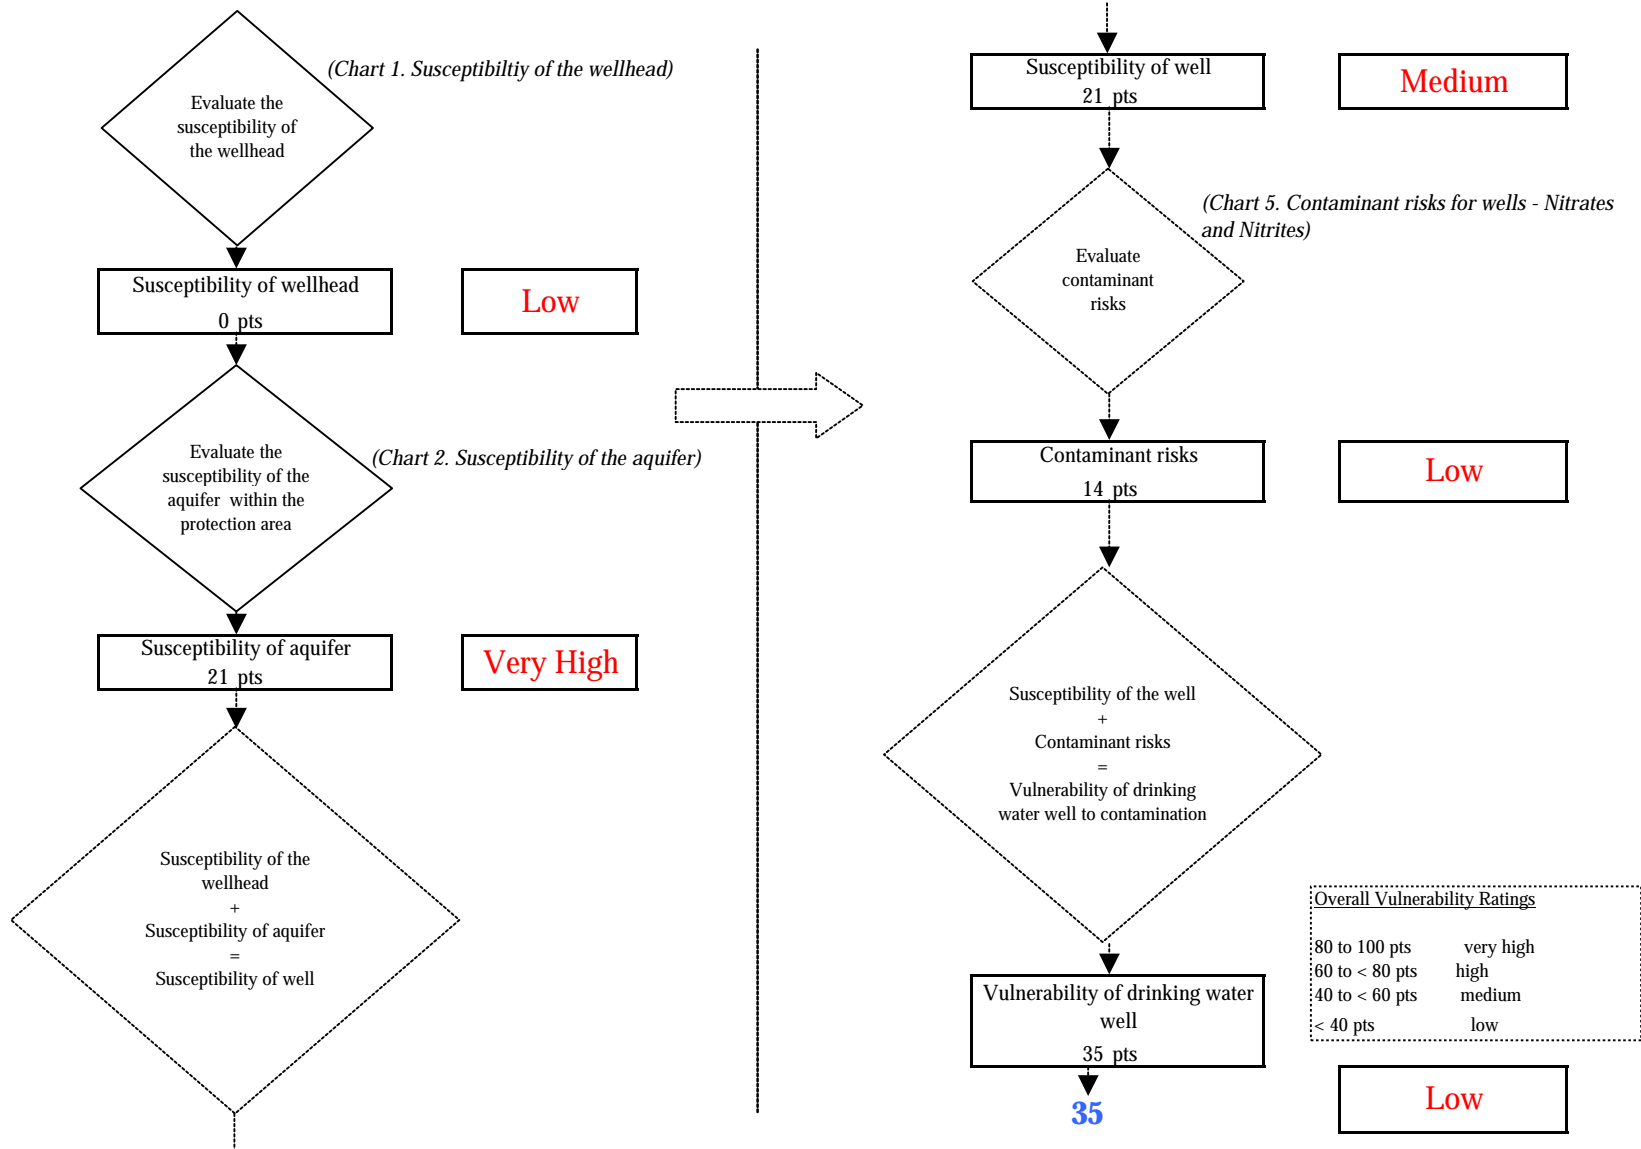 (Chart 1. Susceptibiltiy of the wellhead)
Evaluate the
susceptibility of
the wellhead
Susceptibility of wellhead
0 pts
Low
Evaluate the
susceptibility of the
aquifer within the
protection area
(Chart 2. Susceptibility of the aquifer)
Susceptibility of aquifer
21 pts
Very High
Susceptibility of the
wellhead
+
Susceptibility of aquifer
=
Susceptibility of well
Susceptibility of well
21 pts
Medium
(Chart 5. Contaminant risks for wells - Nitrates
and Nitrites)
Evaluate
contaminant
risks
Contaminant risks
14 pts
Low
Susceptibility of the well
+
Contaminant risks
=
Vulnerability of drinking
water well to contamination
Vulnerability of drinking water
well
35 pts
35
Overall Vulnerability Ratings
80 to 100 pts very high
60 to < 80 pts high
40 to < 60 pts medium
< 40 pts low
Low